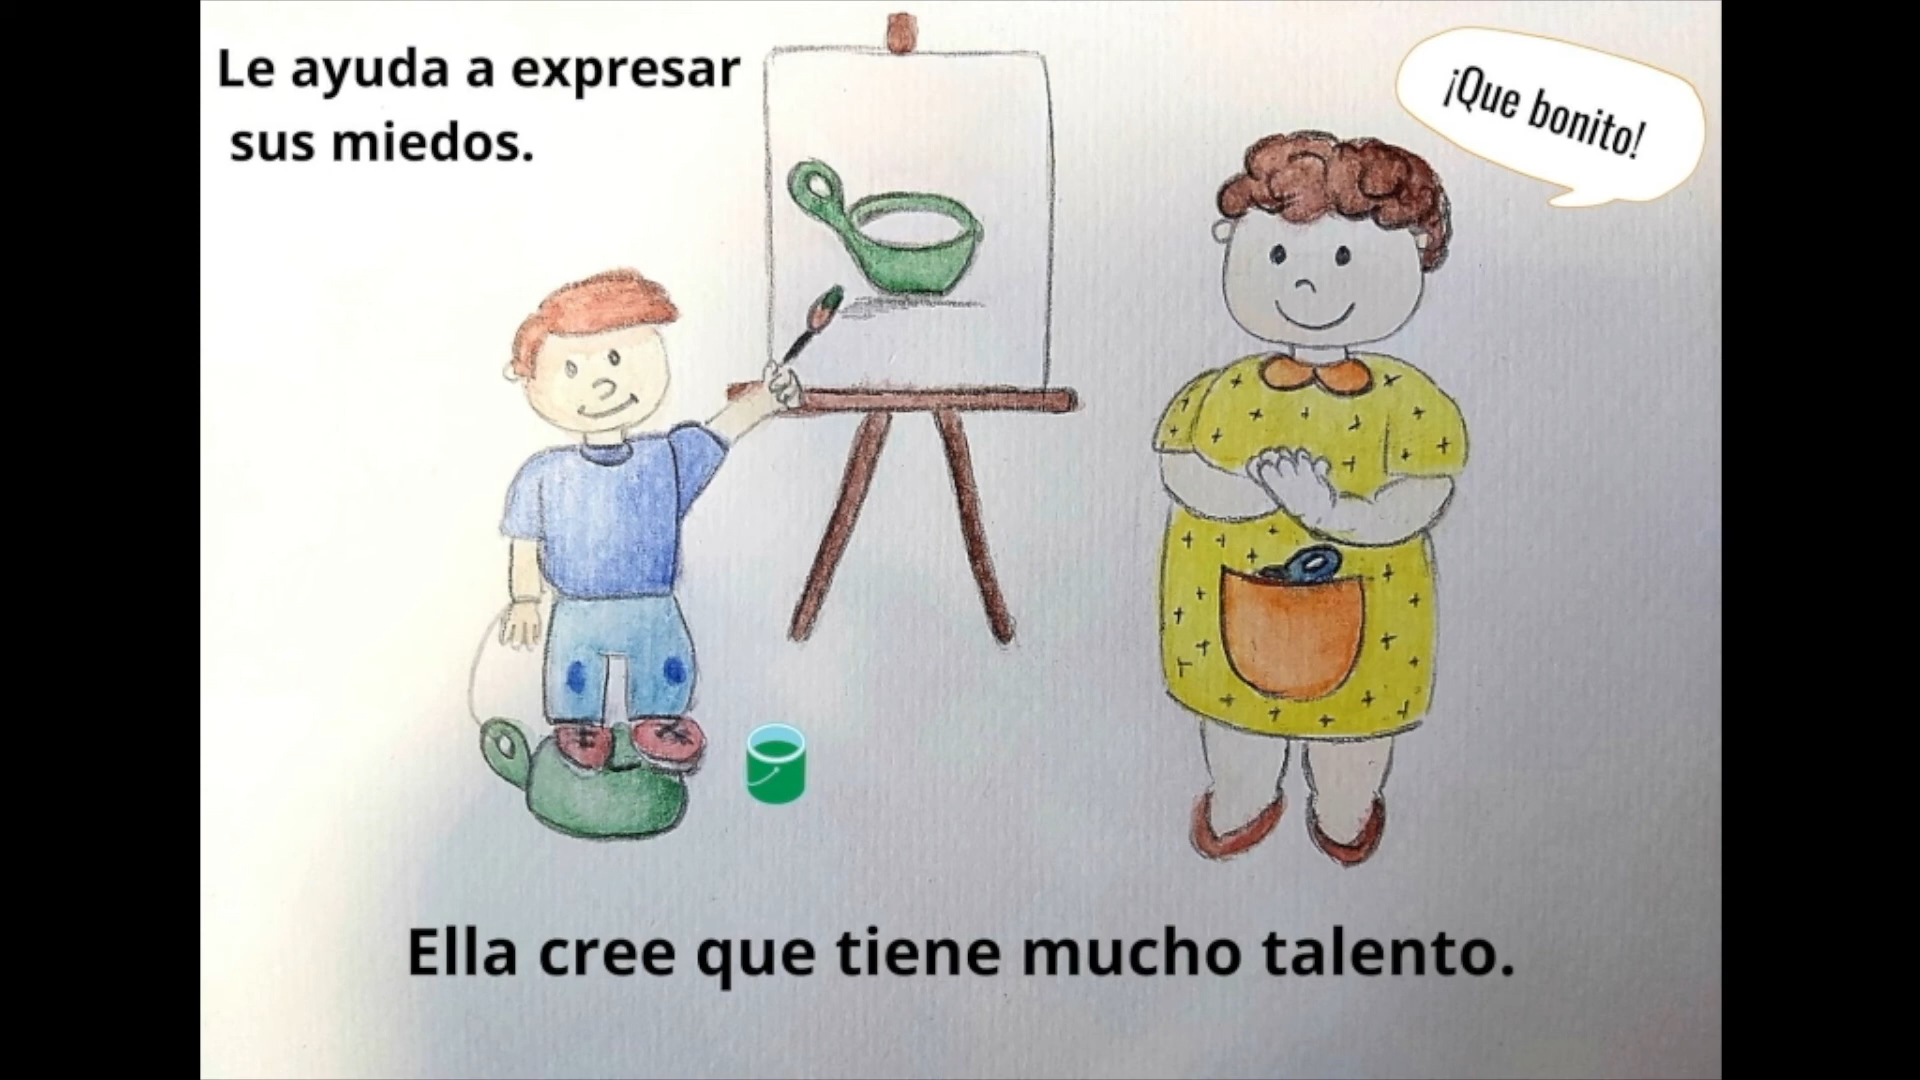 Le ayuda a expresar
sus miedos.
¡Que bonito!
Ella cree que tiene mucho talento.